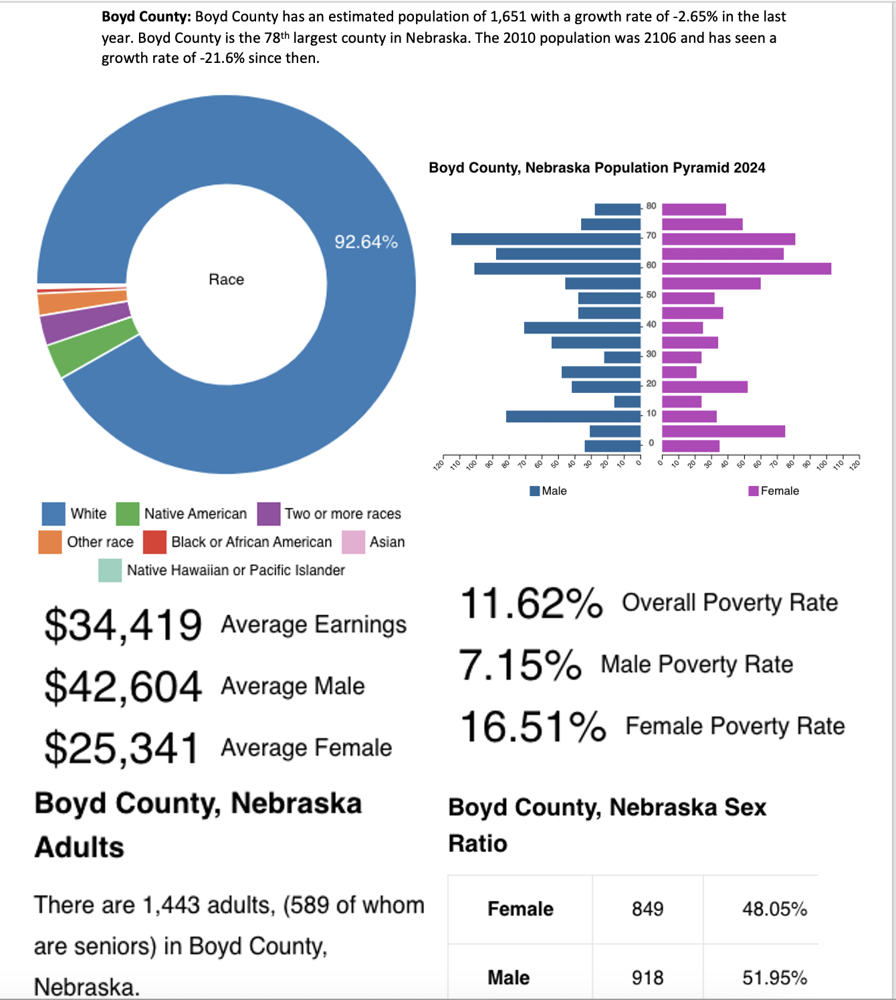 Boyd County: Boyd County has an estimated population of 1,651 with a growth rate of -2.65% in the last
year. Boyd County is the 78th largest county in Nebraska. The 2010 population was 2106 and has seen a
growth rate of -21.6% since then.
92.64%
Race
White Native American Two or more races
Other race Black or African American Asian
Native Hawaiian or Pacific Islander
Boyd County, Nebraska Population Pyramid 2024
80
70
60
50
40
30
20
10
0
120 110 100 90 80 70 60 50 40 30 20 10 0 0 10 20 30 40 50 60 70 80 90 100 110 120
Male Female
$34,419 Average Earnings
$42,604 Average Male
$25,341 Average Female
11.62% Overall Poverty Rate
7.15% Male Poverty Rate
16.51% Female Poverty Rate
Boyd County, Nebraska
Adults
There are 1,443 adults, (589 of whom
are seniors) in Boyd County,
Nebraska.
Boyd County, Nebraska Sex
Ratio
Female 849 48.05%
Male 918 51.95%